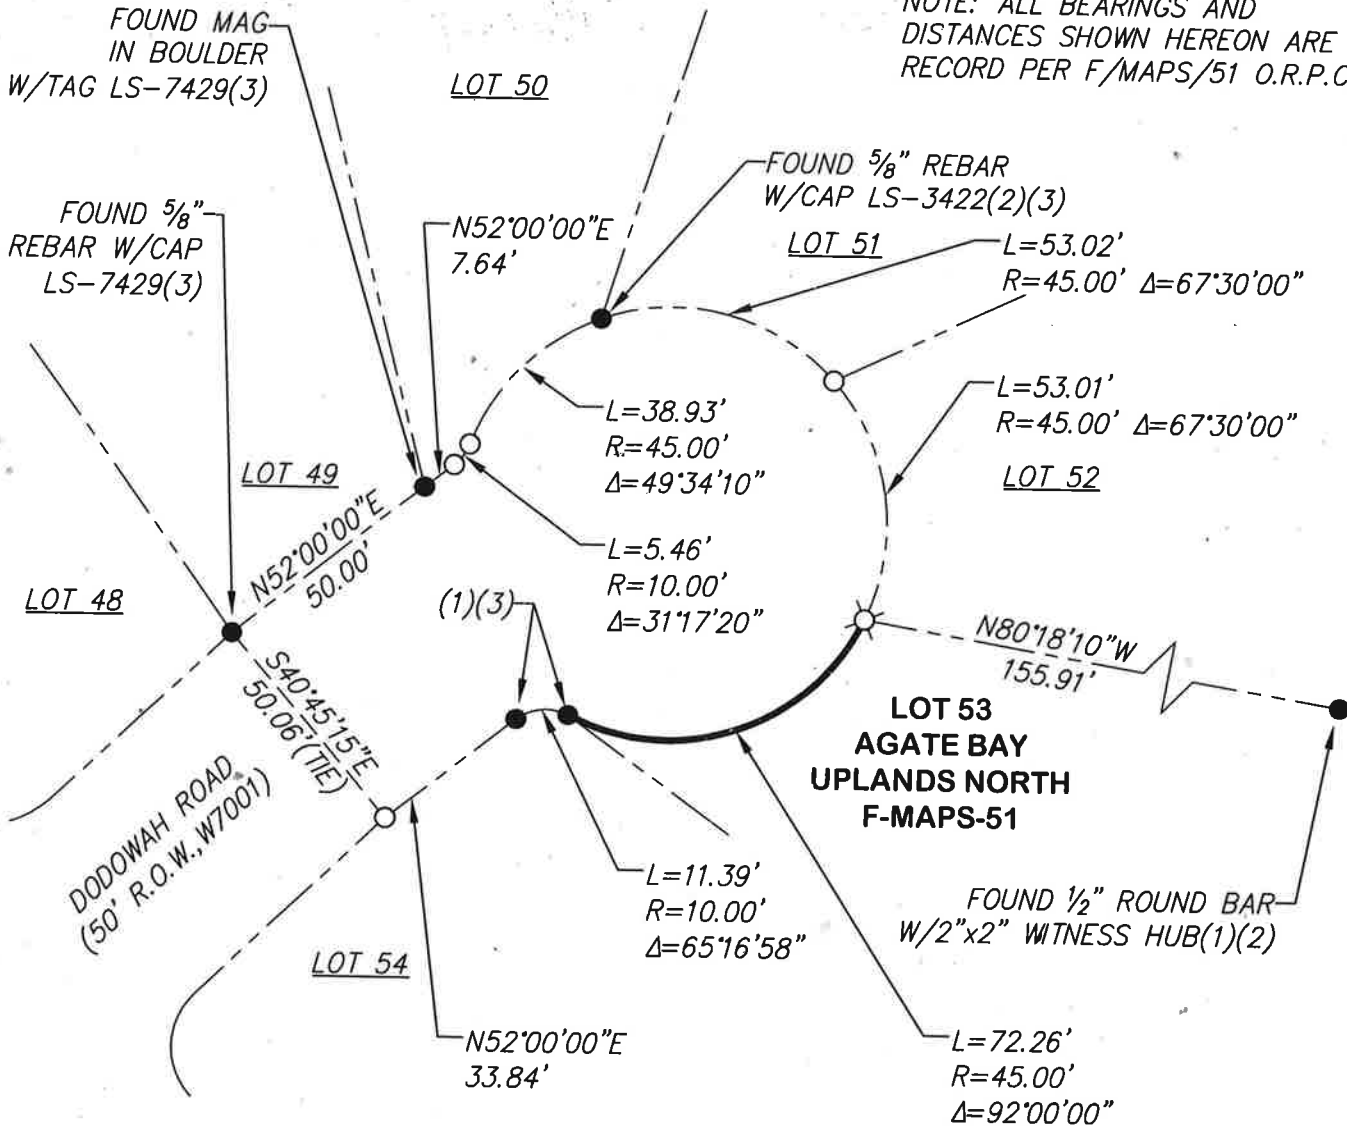 FOUND MAG
IN BOULDER
W/TAG LS-7429(3)
LOT 50
NOTE: ALL BEARINGS AND
DISTANCES SHOWN HEREON ARE
RECORD PER F/MAPS/51 O.R.P.C
FOUND 5/8" REBAR
W/CAP LS-3422(2)(3)
FOUND 5/8"
REBAR W/CAP
LS-7429(3)
N52°00'00"E
7.64'
LOT 51
L=53.02'
R=45.00' Δ=67°30'00"
L=38.93'
R=45.00'
Δ=49°34'10"
L=53.01'
R=45.00' Δ=67°30'00"
LOT 52
LOT 49
N52°00'00"E
50.00'
L=5.46'
R=10.00'
Δ=31°17'20"
LOT 48
(1)(3)
S40°45'15"E
50.06' (TIE)
N80°18'10"W
155.91'
LOT 53
AGATE BAY
UPLANDS NORTH
F-MAPS-51
DODOWAH ROAD
(50' R.O.W., W7001)
L=11.39'
R=10.00'
Δ=65°16'58"
FOUND 1/2" ROUND BAR
W/2"x2" WITNESS HUB(1)(2)
LOT 54
N52°00'00"E
33.84'
L=72.26'
R=45.00'
Δ=92°00'00"